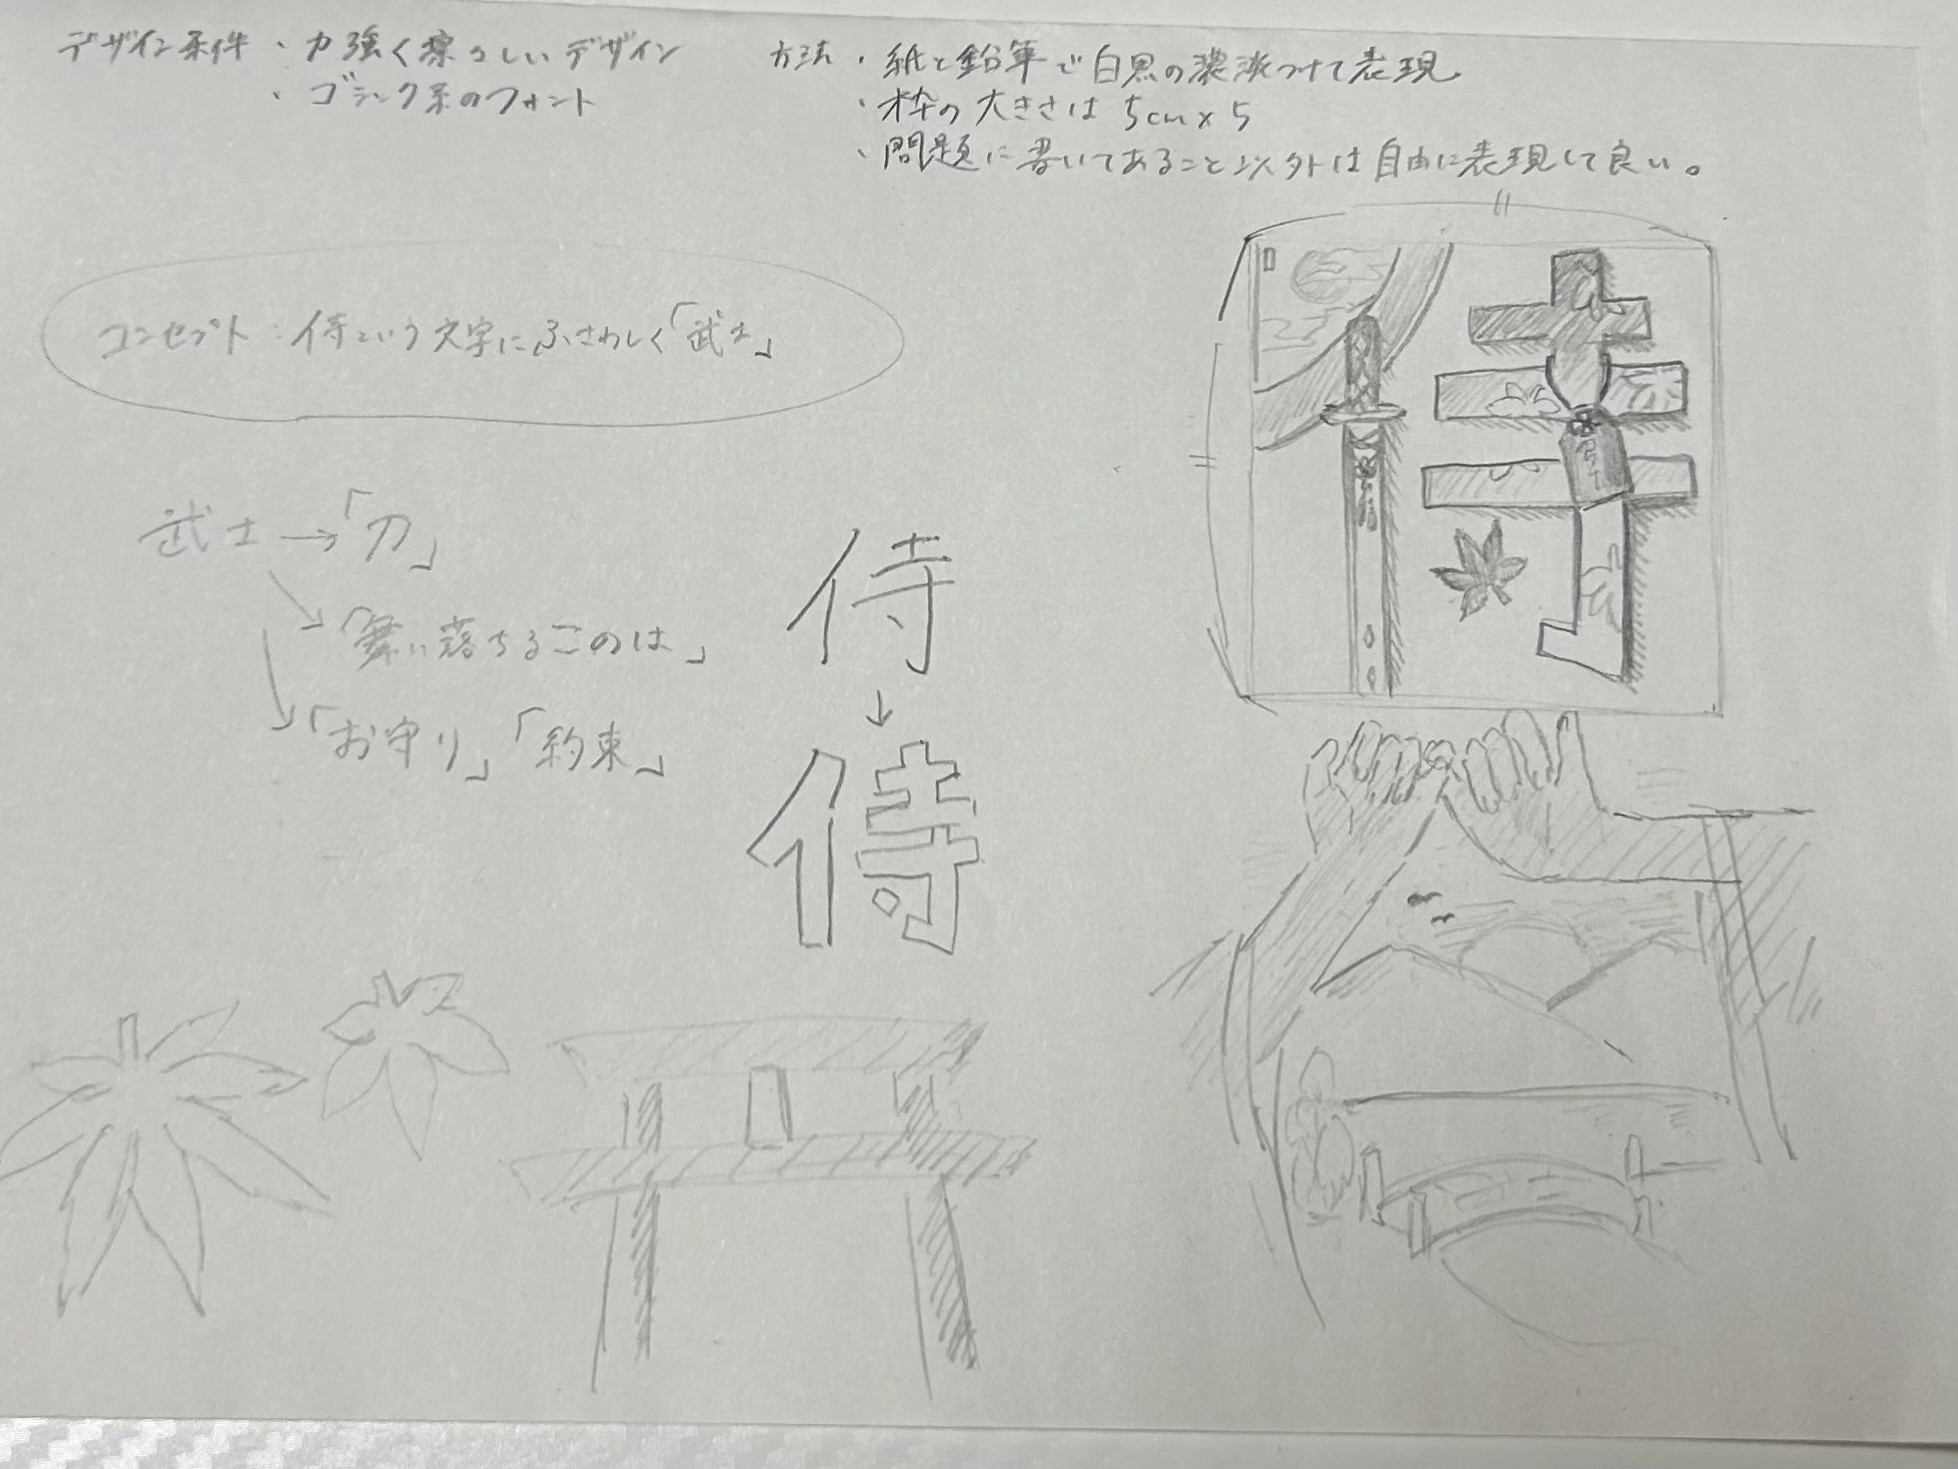 デザイン条件・力強く凛々しいデザイン
・ゴシック系のフォント
方法・紙と鉛筆で白黒の濃淡つけて表現
・枠の大きさは5cm×5
・問題に書いてあること以外は自由に表現して良い。
コンセプト:侍という文字にふさわしく「武士」
武士→「刀」
「舞い落ちるこのは」
「お守り」「約束」
侍
↓
侍
侍